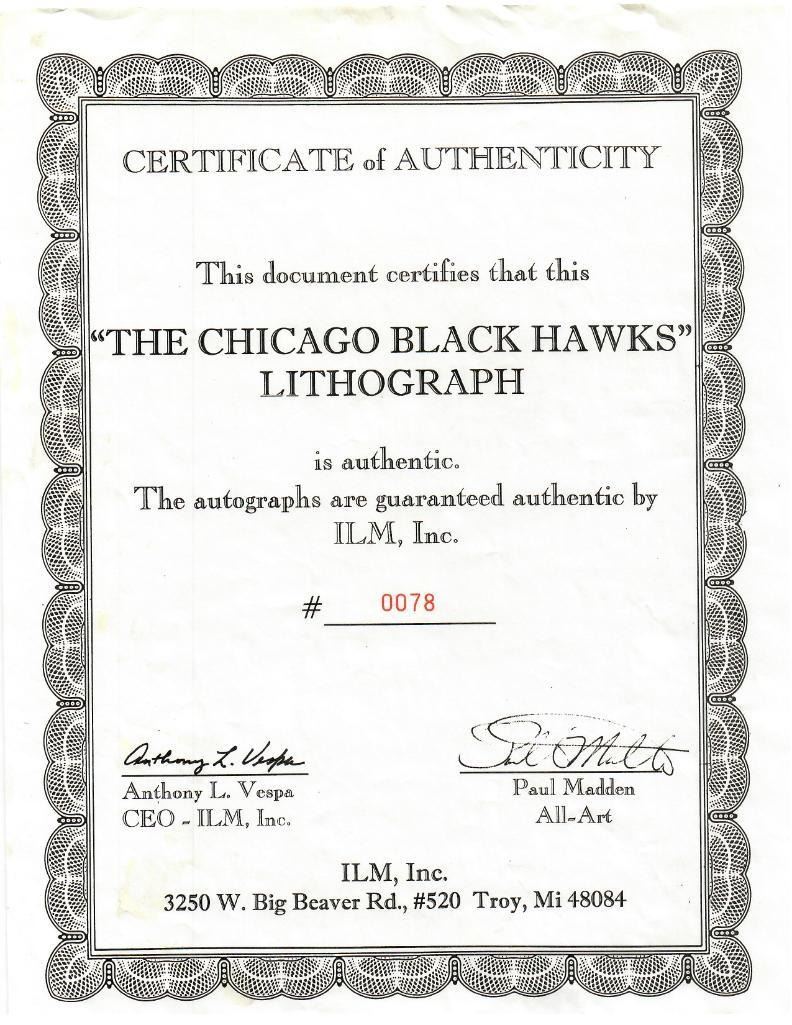 CERTIFICATE of AUTHENTICITY
This document certifies that this
“THE CHICAGO BLACK HAWKS”
LITHOGRAPH
is authentic.
The autographs are guaranteed authentic by
ILM, Inc.
# 0078
Anthony L. Vespa
Anthony L. Vespa
CEO - ILM, Inc.
Paul Madden
All-Art
ILM, Inc.
3250 W. Big Beaver Rd., #520 Troy, Mi 48084